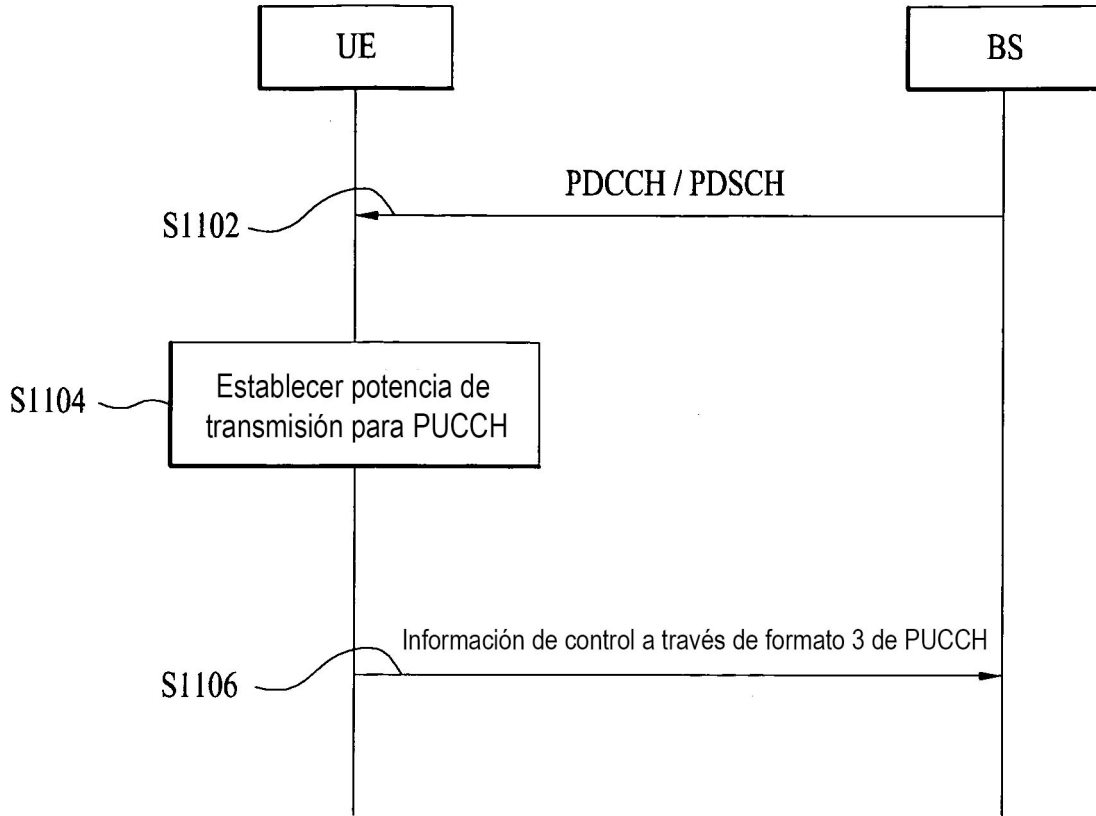 UE
BS
PDCCH / PDSCH
S1102
Establecer potencia de
transmisión para PUCCH
S1104
Información de control a través de formato 3 de PUCCH
S1106